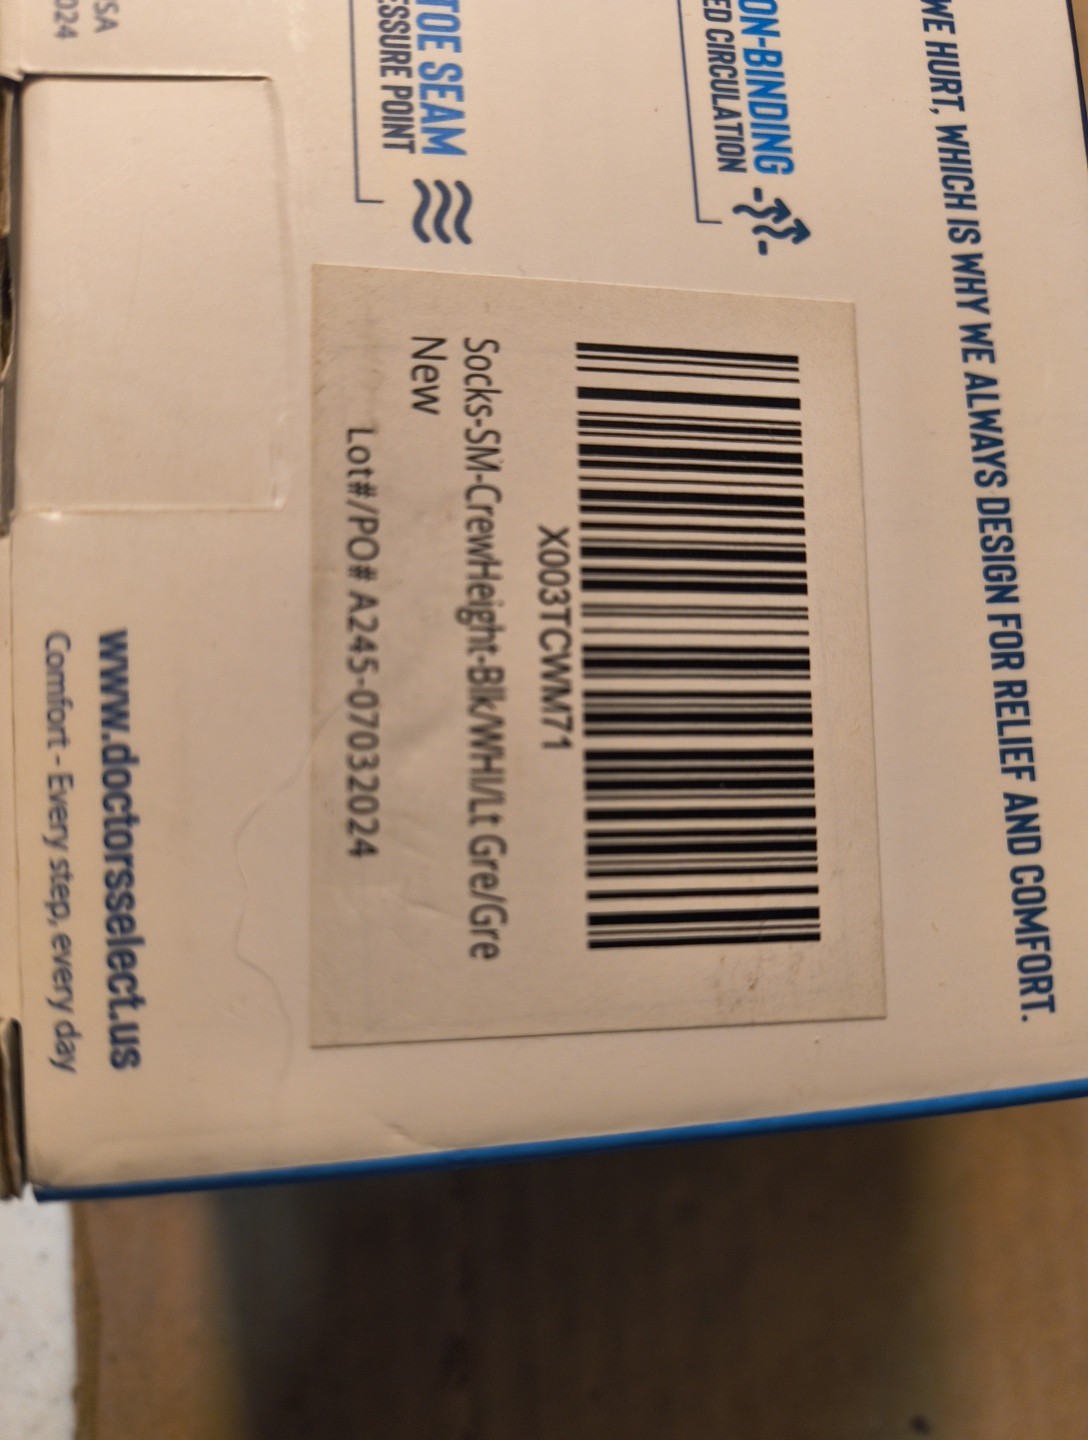 WE HURT, WHICH IS WHY WE ALWAYS DESIGN FOR RELIEF AND COMFORT.
ON-BINDING
ED CIRCULATION
TOE SEAM
ESSURE POINT
X003TCWM71
Socks-SM-CrewHeight-Blk/WHI/Lt Gre/Gre
New
Lot#/PO# A245-07032024
SA
024
www.doctorsselect.us
Comfort - Every step, every day